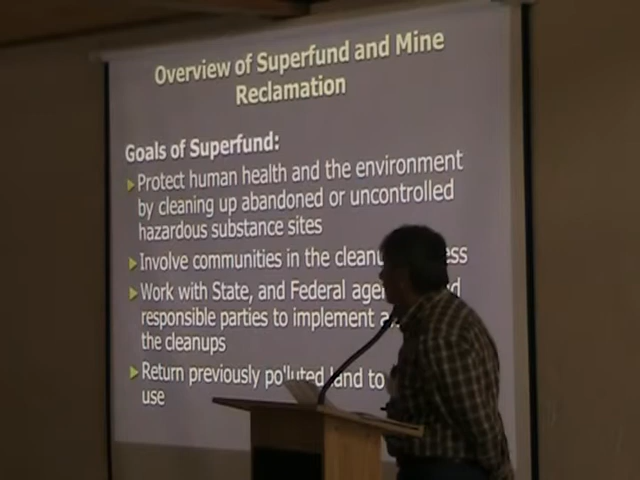 Overview of Superfund and Mine
Reclamation
Goals of Superfund:
Protect human health and the environment
by cleaning up abandoned or uncontrolled
hazardous substance sites
Involve communities in the
Work with State, and Federal
responsible parties to implement
the cleanups
Return previously polluted land to
use